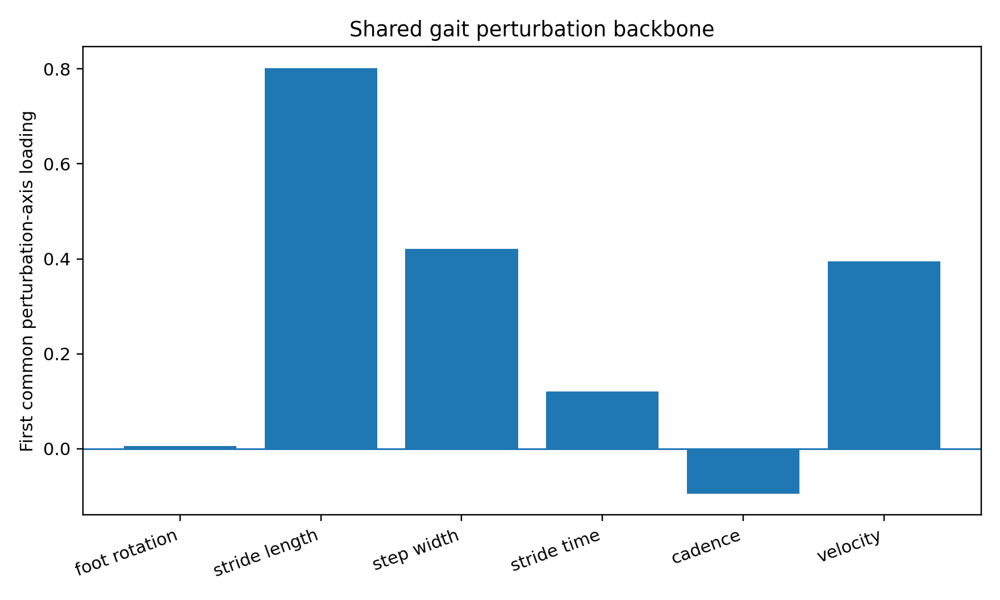 Shared gait perturbation backbone
First common perturbation-axis loading
0.8
0.6
0.4
0.2
0.0
foot rotation
stride length
step width
stride time
cadence
velocity